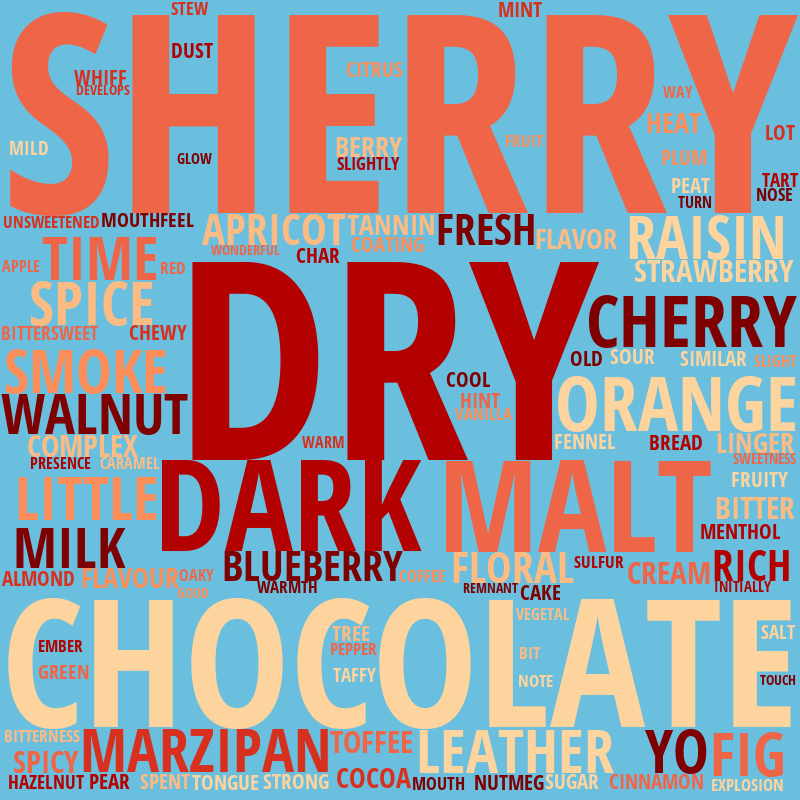 STEW
MINT
SHERRY
DUST
WHIFF
CITRUS
DEVELOPS
WAY
HEAT
LOT
MILD
BERRY
FRUIT
GLOW
SLIGHTLY
PLUM
PEAT
TART
TURN
NOSE
UNSWEETENED
MOUTHFEEL
APRICOT
TANNIN
FRESH
FLAVOR
RAISIN
TIME
WONDERFUL
COATING
CHAR
APPLE
RED
STRAWBERRY
SPICE
DRY
CHERRY
BITTERSWEET
CHEWY
SMOKE
OLD
SOUR
SIMILAR
SLIGHT
COOL
WALNUT
HINT
VANILLA
ORANGE
COMPLEX
WARM
FENNEL
BREAD
LINGER
PRESENCE
CARAMEL
SWEETNESS
LITTLE
DARK
MALT
FRUITY
BITTER
MILK
MENTHOL
ALMOND
FLAVOUR
OAKY
BLUEBERRY
COFFEE
FLORAL
SULFUR
CREAM
RICH
GOOD
WARMTH
REMNANT
CAKE
INITIALLY
CHOCOLATE
VEGETAL
TREE
SALT
EMBER
PEPPER
BIT
GREEN
TAFFY
NOTE
TOUCH
BITTERNESS
MARZIPAN
TOFFEE
LEATHER
YO
FIG
SPICY
HAZELNUT
PEAR
SPENT
TONGUE
STRONG
COCOA
MOUTH
NUTMEG
SUGAR
CINNAMON
EXPLOSION